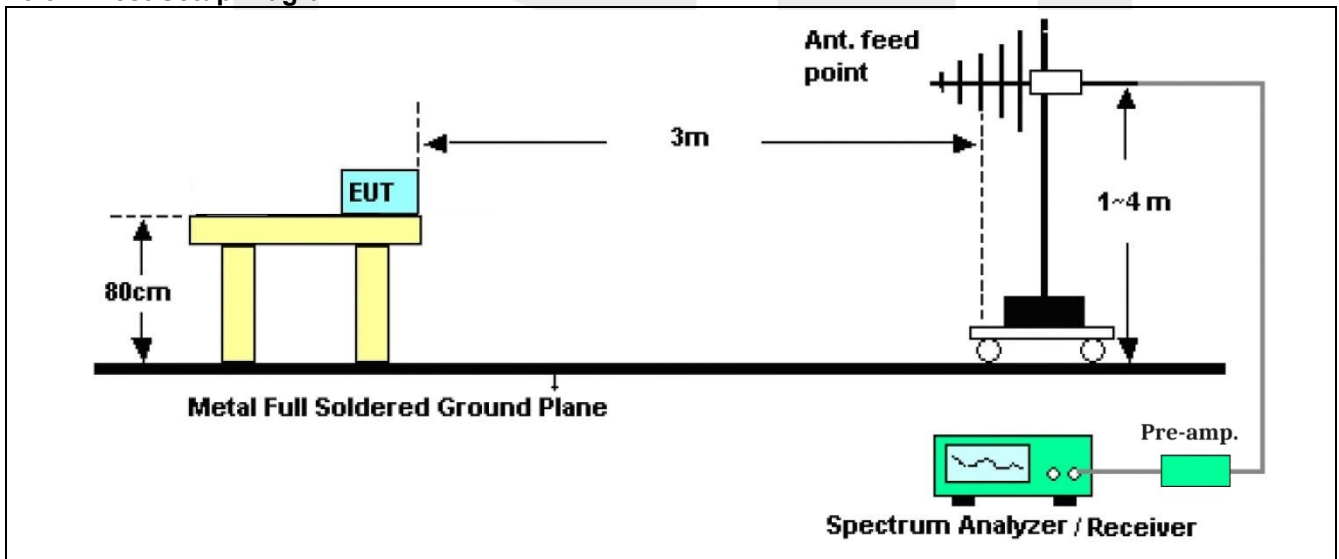 Ant. feed
point
3m
EUT
1~4 m
80cm
Metal Full Soldered Ground Plane
Pre-amp.
Spectrum Analyzer / Receiver